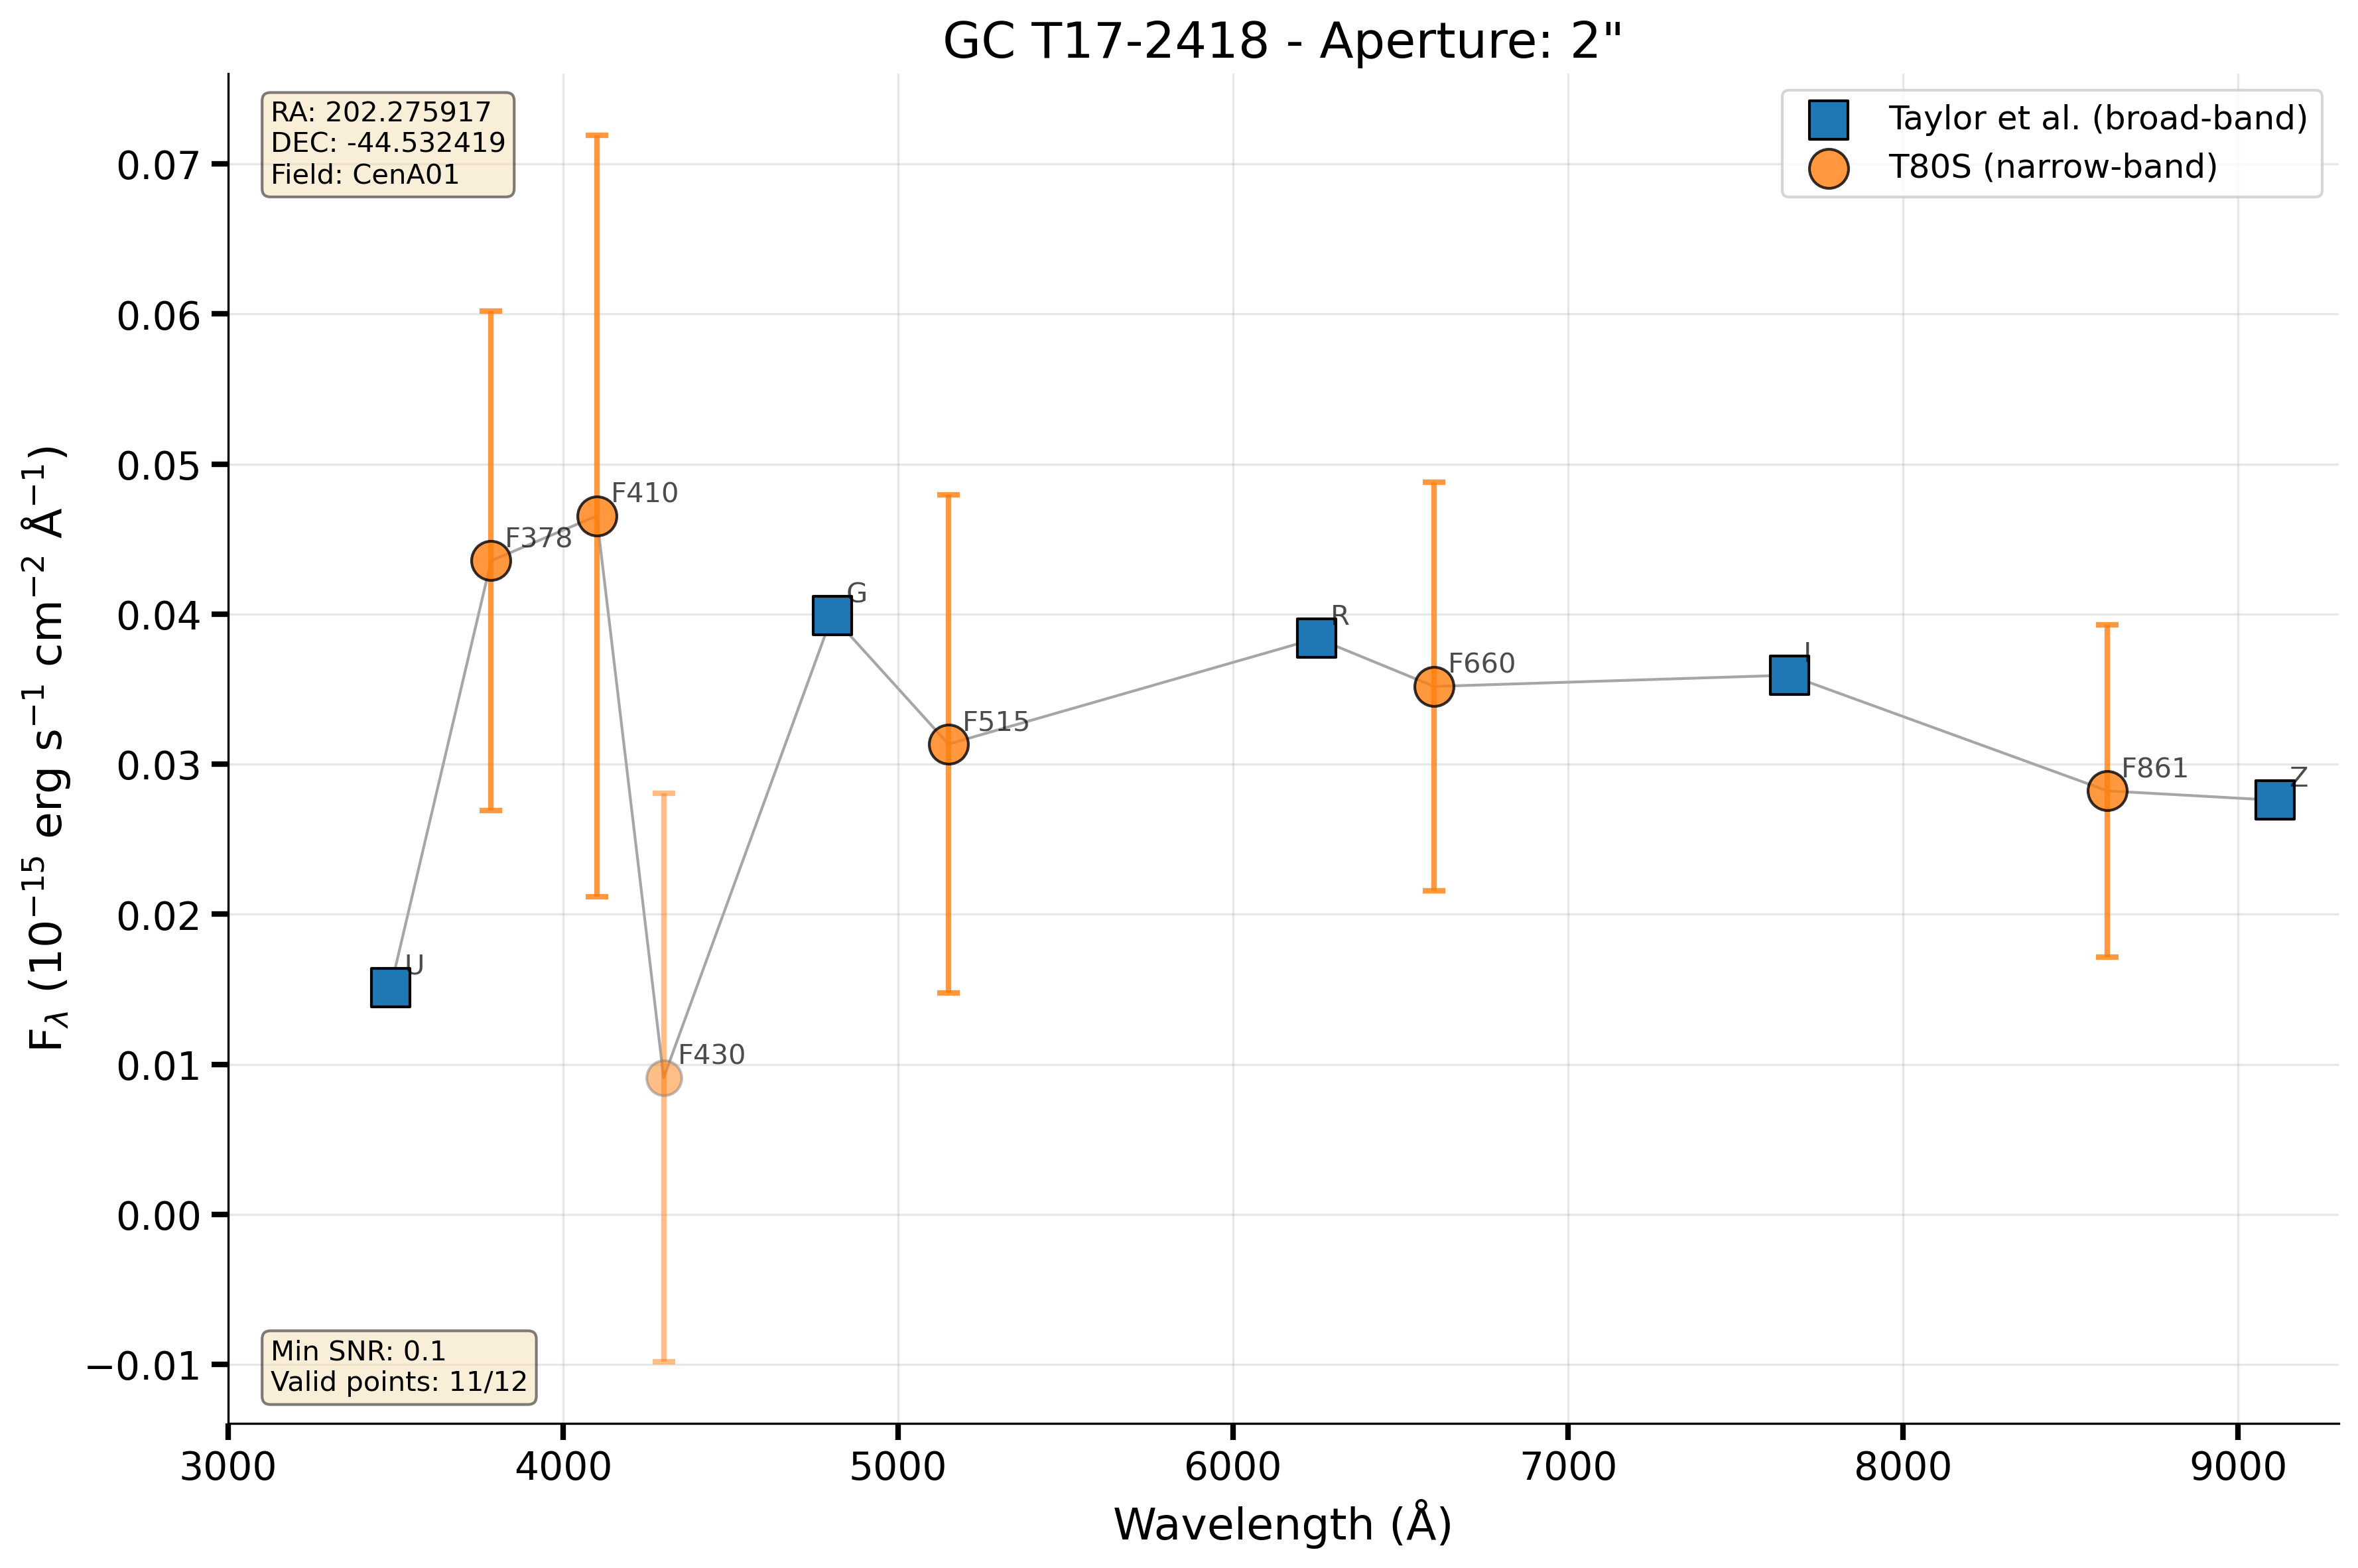 GC T17-2418 - Aperture: 2"
RA: 202.275917
DEC: -44.532419
Field: CenA01
Taylor et al. (broad-band)
T80S (narrow-band)
0.07
0.06
0.05
0.04
0.03
0.02
0.01
0.00
−0.01
F_λ (10⁻¹⁵ erg s⁻¹ cm⁻² Å⁻¹)
U
F378
F410
F430
G
F515
R
F660
I
F861
Z
Min SNR: 0.1
Valid points: 11/12
3000 4000 5000 6000 7000 8000 9000
Wavelength (Å)